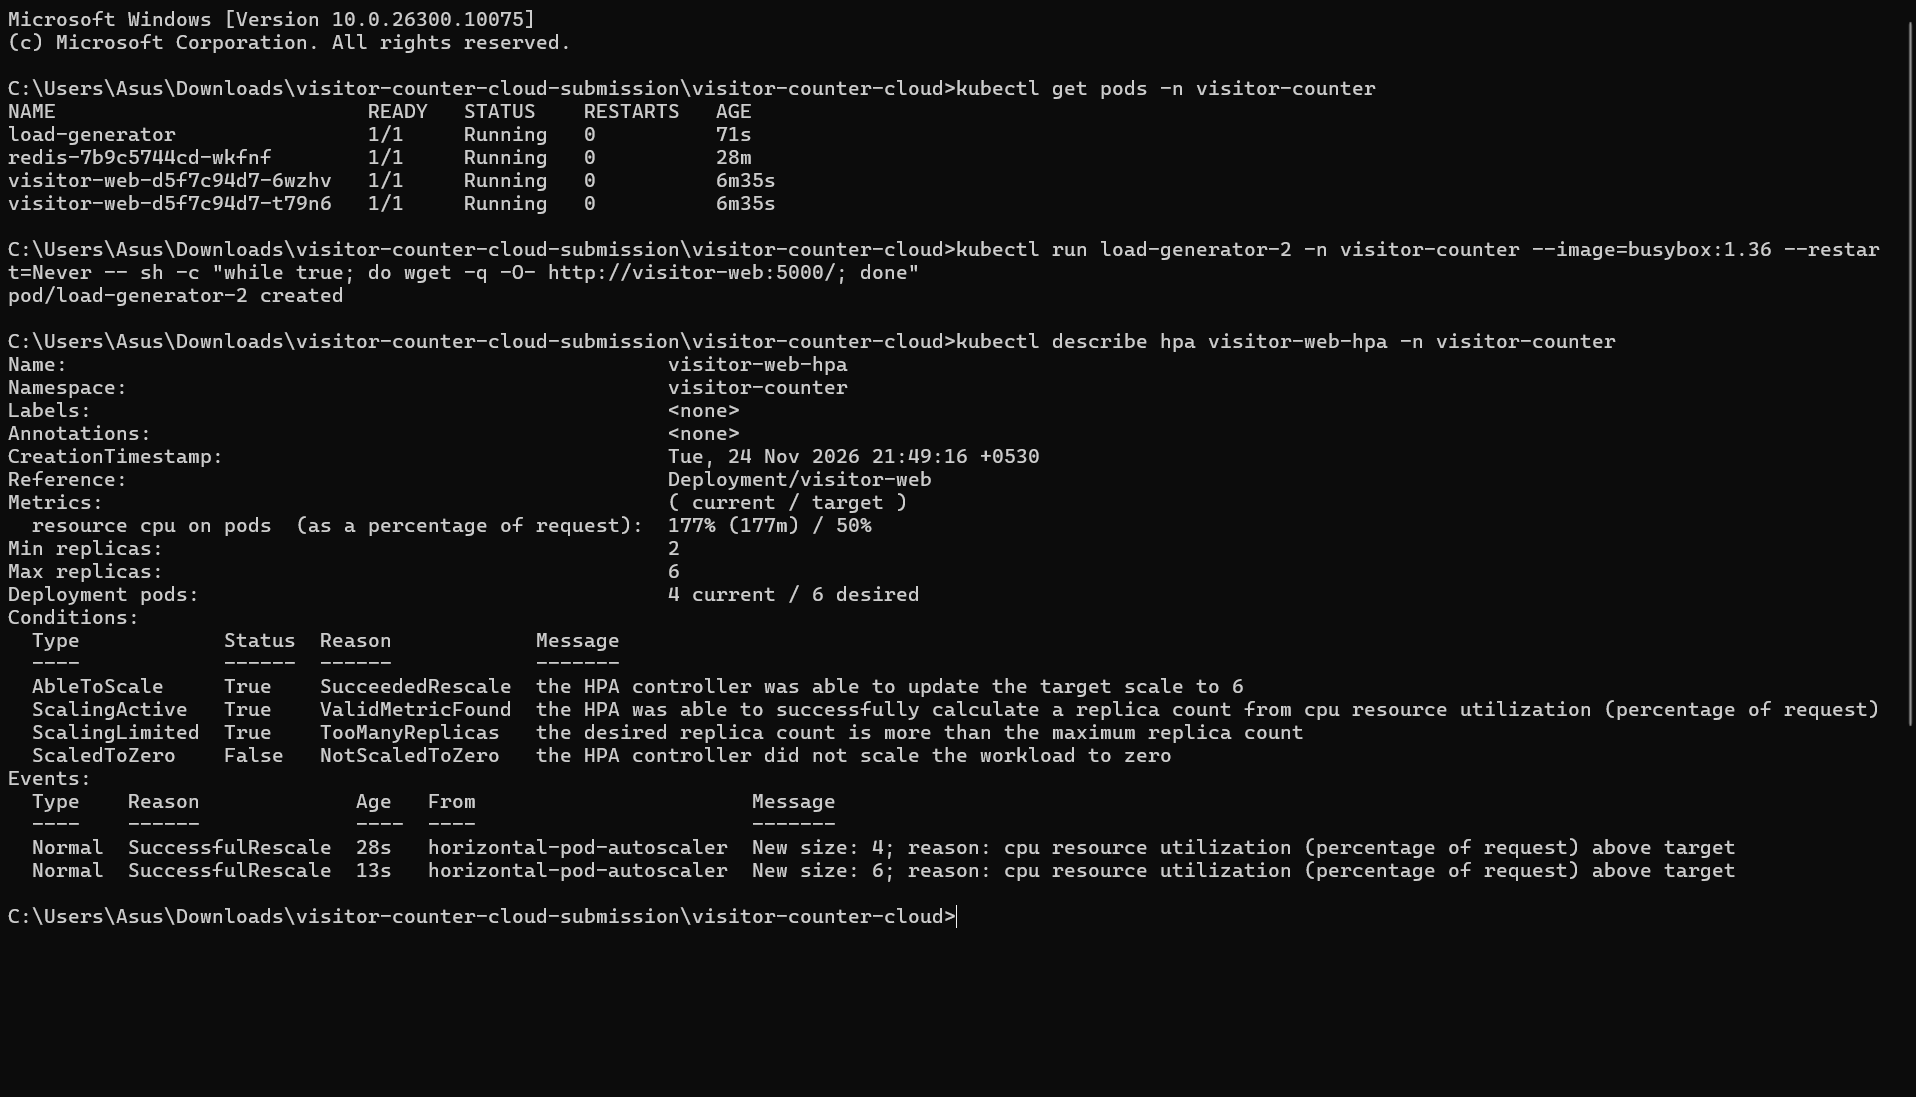 Microsoft Windows [Version 10.0.26300.10075]
(c) Microsoft Corporation. All rights reserved.

C:\Users\Asus\Downloads\visitor-counter-cloud-submission\visitor-counter-cloud>kubectl get pods -n visitor-counter
NAME                          READY   STATUS    RESTARTS   AGE
load-generator                1/1     Running   0          71s
redis-7b9c5744cd-wkfnf        1/1     Running   0          28m
visitor-web-d5f7c94d7-6wzhv   1/1     Running   0          6m35s
visitor-web-d5f7c94d7-t79n6   1/1     Running   0          6m35s

C:\Users\Asus\Downloads\visitor-counter-cloud-submission\visitor-counter-cloud>kubectl run load-generator-2 -n visitor-counter --image=busybox:1.36 --restar
t=Never -- sh -c "while true; do wget -q -O- http://visitor-web:5000/; done"
pod/load-generator-2 created

C:\Users\Asus\Downloads\visitor-counter-cloud-submission\visitor-counter-cloud>kubectl describe hpa visitor-web-hpa -n visitor-counter
Name:                                                  visitor-web-hpa
Namespace:                                             visitor-counter
Labels:                                                <none>
Annotations:                                           <none>
CreationTimestamp:                                     Tue, 24 Nov 2026 21:49:16 +0530
Reference:                                             Deployment/visitor-web
Metrics:                                               ( current / target )
  resource cpu on pods  (as a percentage of request):  177% (177m) / 50%
Min replicas:                                          2
Max replicas:                                          6
Deployment pods:                                       4 current / 6 desired
Conditions:
  Type            Status  Reason            Message
  ----            ------  ------            -------
  AbleToScale     True    SucceededRescale  the HPA controller was able to update the target scale to 6
  ScalingActive   True    ValidMetricFound  the HPA was able to successfully calculate a replica count from cpu resource utilization (percentage of request)
  ScalingLimited  True    TooManyReplicas   the desired replica count is more than the maximum replica count
  ScaledToZero    False   NotScaledToZero   the HPA controller did not scale the workload to zero
Events:
  Type    Reason             Age   From                       Message
  ----    ------             ----  ----                       -------
  Normal  SuccessfulRescale  28s   horizontal-pod-autoscaler  New size: 4; reason: cpu resource utilization (percentage of request) above target
  Normal  SuccessfulRescale  13s   horizontal-pod-autoscaler  New size: 6; reason: cpu resource utilization (percentage of request) above target

C:\Users\Asus\Downloads\visitor-counter-cloud-submission\visitor-counter-cloud>